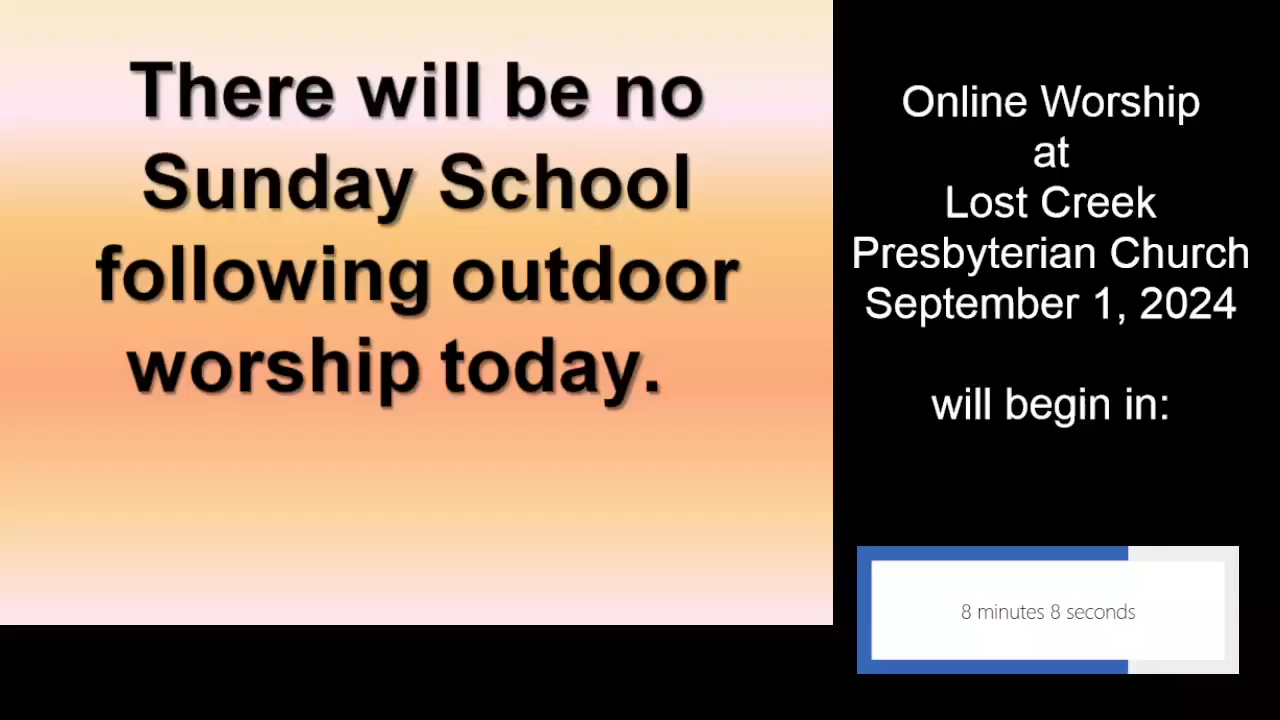 There will be no
Sunday School
following outdoor
worship today.
Online Worship
at
Lost Creek
Presbyterian Church
September 1, 2024
will begin in:
8 minutes 8 seconds